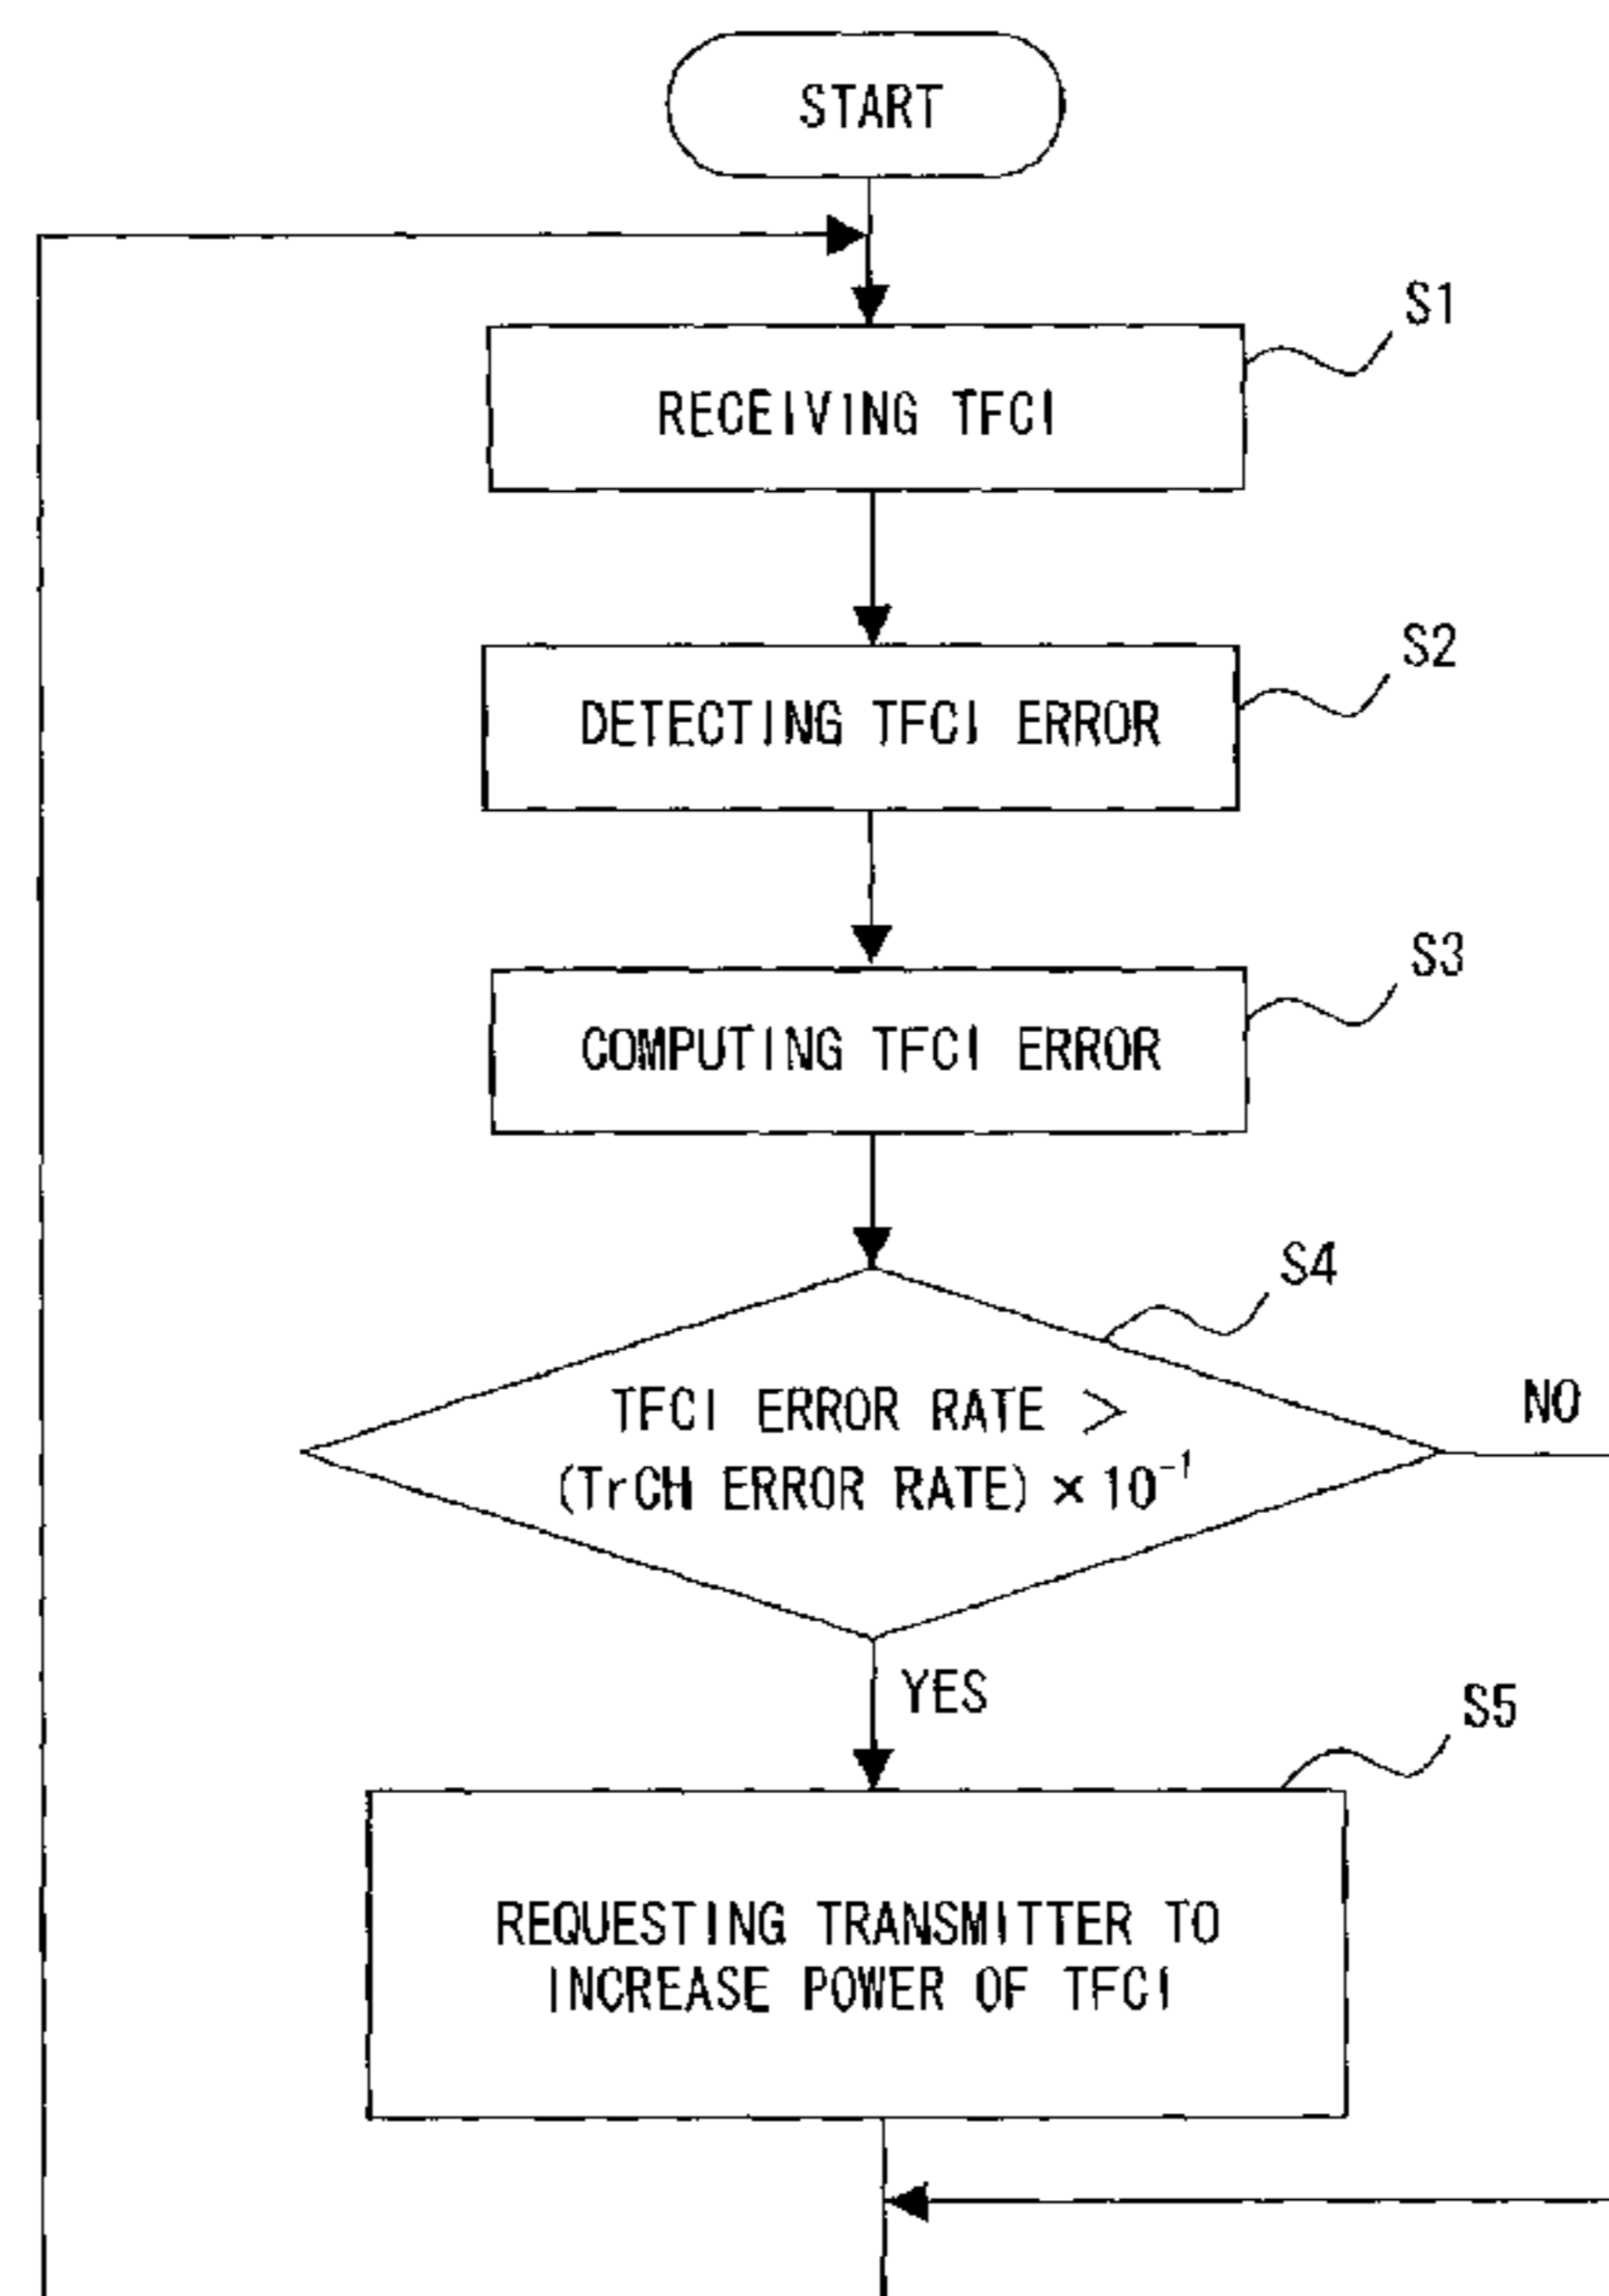 START
S1
RECEIVING TFCI
S2
DETECTING TFCI ERROR
S3
COMPUTING TFCI ERROR
S4
TFCI ERROR RATE >
(TrCH ERROR RATE) × 10⁻¹
NO
YES
S5
REQUESTING TRANSMITTER TO
INCREASE POWER OF TFCI